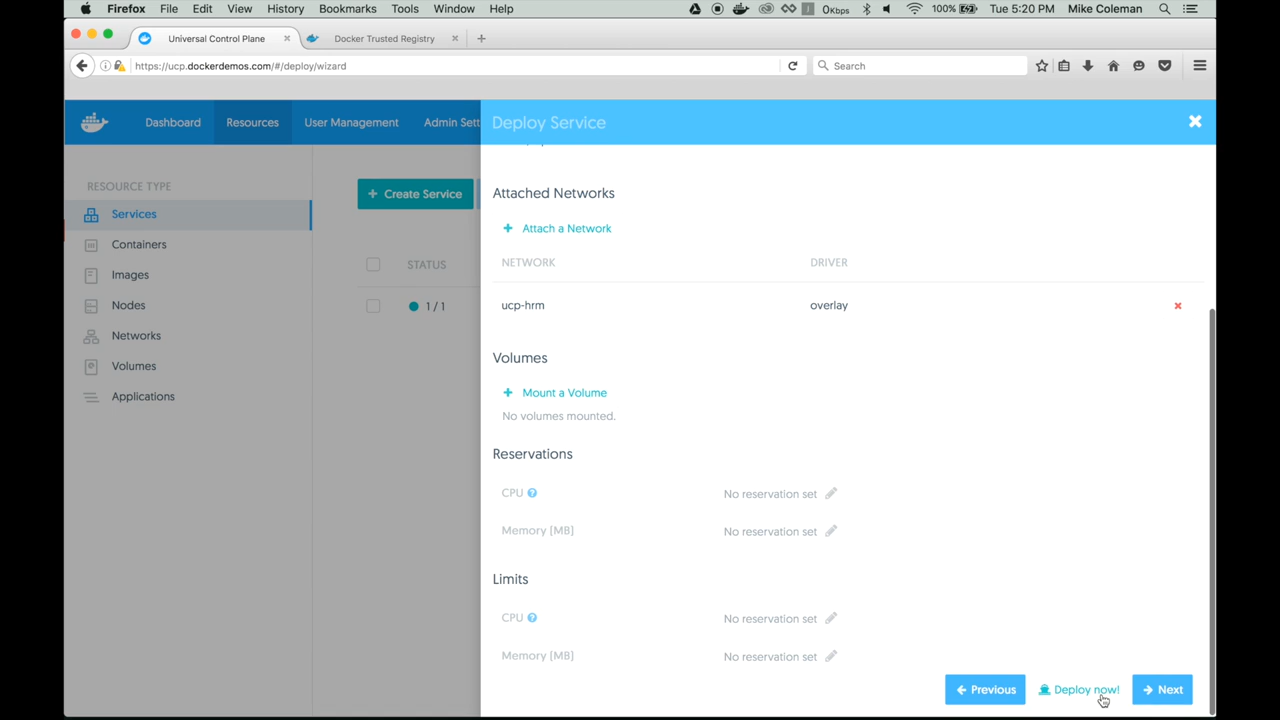 Firefox File Edit View History Bookmarks Tools Window Help 0Kbps 100% Tue 5:20 PM Mike Coleman
Universal Control Plane Docker Trusted Registry
https://ucp.dockerdemos.com/#/deploy/wizard Search
Dashboard Resources User Management Admin Sett Deploy Service
RESOURCE TYPE
Services
Containers
Images
Nodes
Networks
Volumes
Applications
+ Create Service
STATUS
1 / 1
Attached Networks
+ Attach a Network
NETWORK DRIVER
ucp-hrm overlay
Volumes
+ Mount a Volume
No volumes mounted.
Reservations
CPU No reservation set
Memory (MB) No reservation set
Limits
CPU No reservation set
Memory (MB) No reservation set
Previous Deploy now! Next